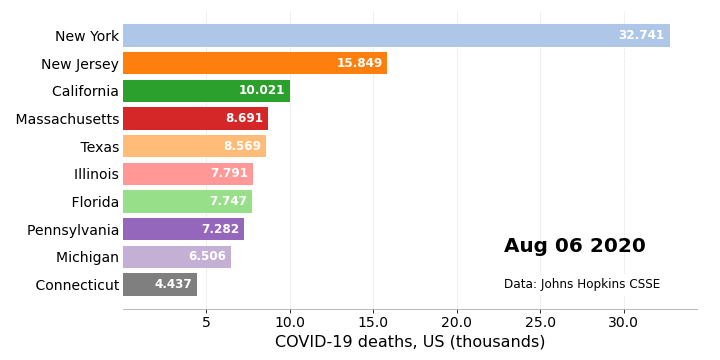 New York 32.741
New Jersey 15.849
California 10.021
Massachusetts 8.691
Texas 8.569
Illinois 7.791
Florida 7.747
Pennsylvania 7.282
Michigan 6.506
Connecticut 4.437
Aug 06 2020
Data: Johns Hopkins CSSE
5 10.0 15.0 20.0 25.0 30.0
COVID-19 deaths, US (thousands)